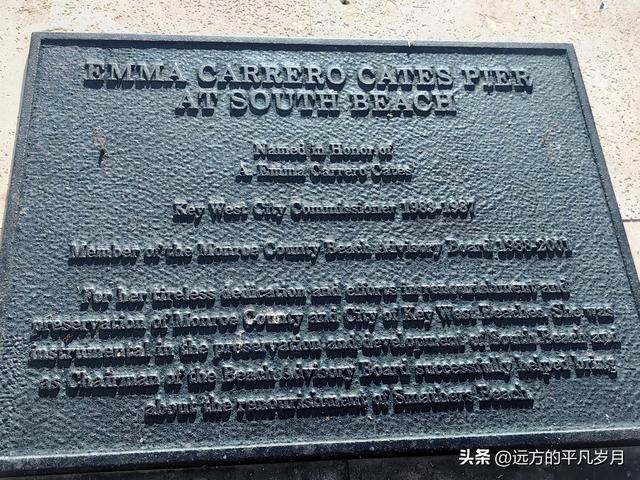 EMMA CARRERO CATES PIER
AT SOUTH BEACH
Named in Honor of
A. Emma Carrero Cates
Key West City Commissioner 1983-1987
Member of the Monroe County Beach Advisory Board 1988-2001
"For her tireless dedication and efforts in renourishment and
preservation of Monroe County and City of Key West Beaches. She was
instrumental in the preservation and development of South Beach and
as Chairman of the Beach Advisory Board successfully helped bring
about the renourishment of Smathers Beach
头条 @远方的平凡岁月